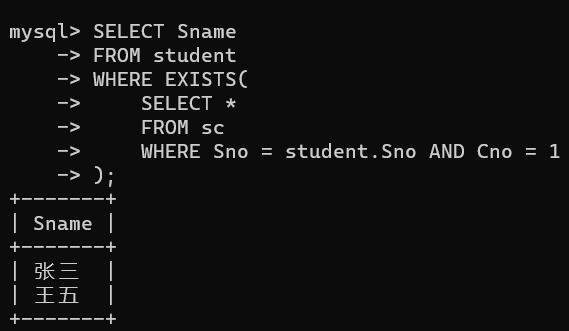 mysql> SELECT Sname
    -> FROM student
    -> WHERE EXISTS(
    ->     SELECT *
    ->     FROM sc
    ->     WHERE Sno = student.Sno AND Cno = 1
    -> );
+-------+
| Sname |
+-------+
| 张三  |
| 王五  |
+-------+